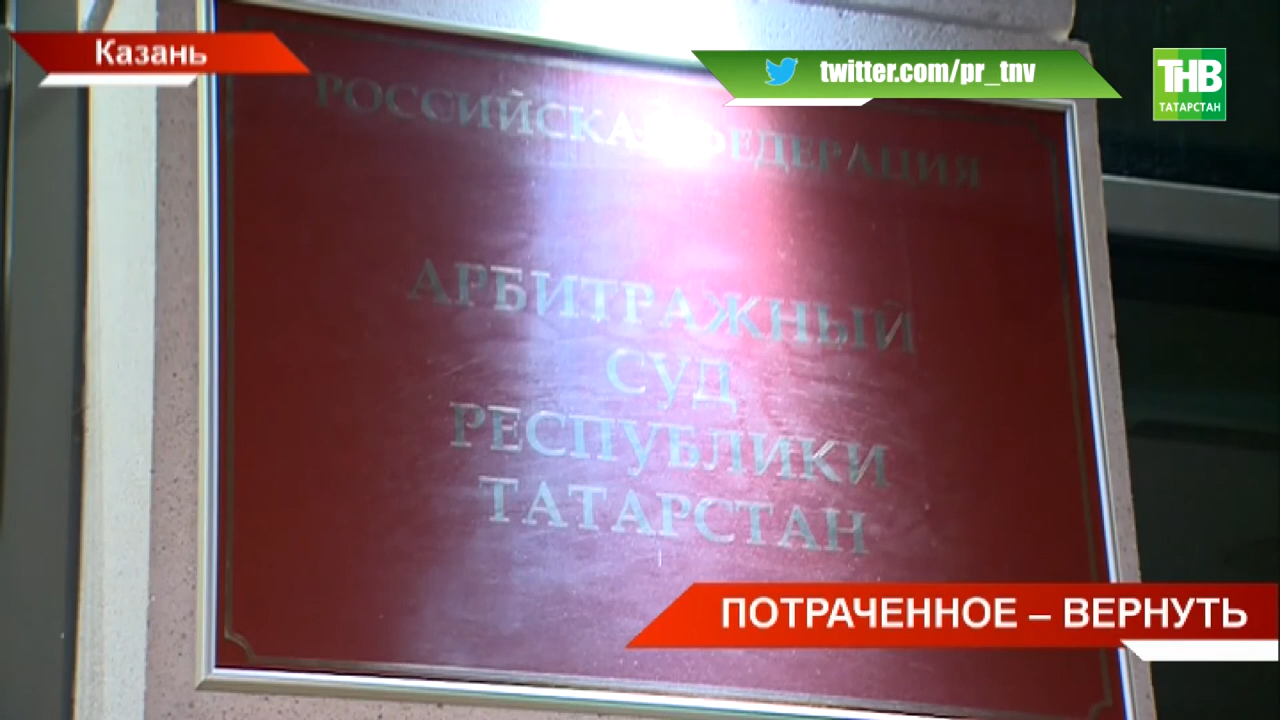 Казань
twitter.com/pr_tnv
ТНВ
ТАТАРСТАН
РОССИЙСКАЯ ФЕДЕРАЦИЯ
АРБИТРАЖНЫЙ
СУД
РЕСПУБЛИКИ
ТАТАРСТАН
ПОТРАЧЕННОЕ – ВЕРНУТЬ